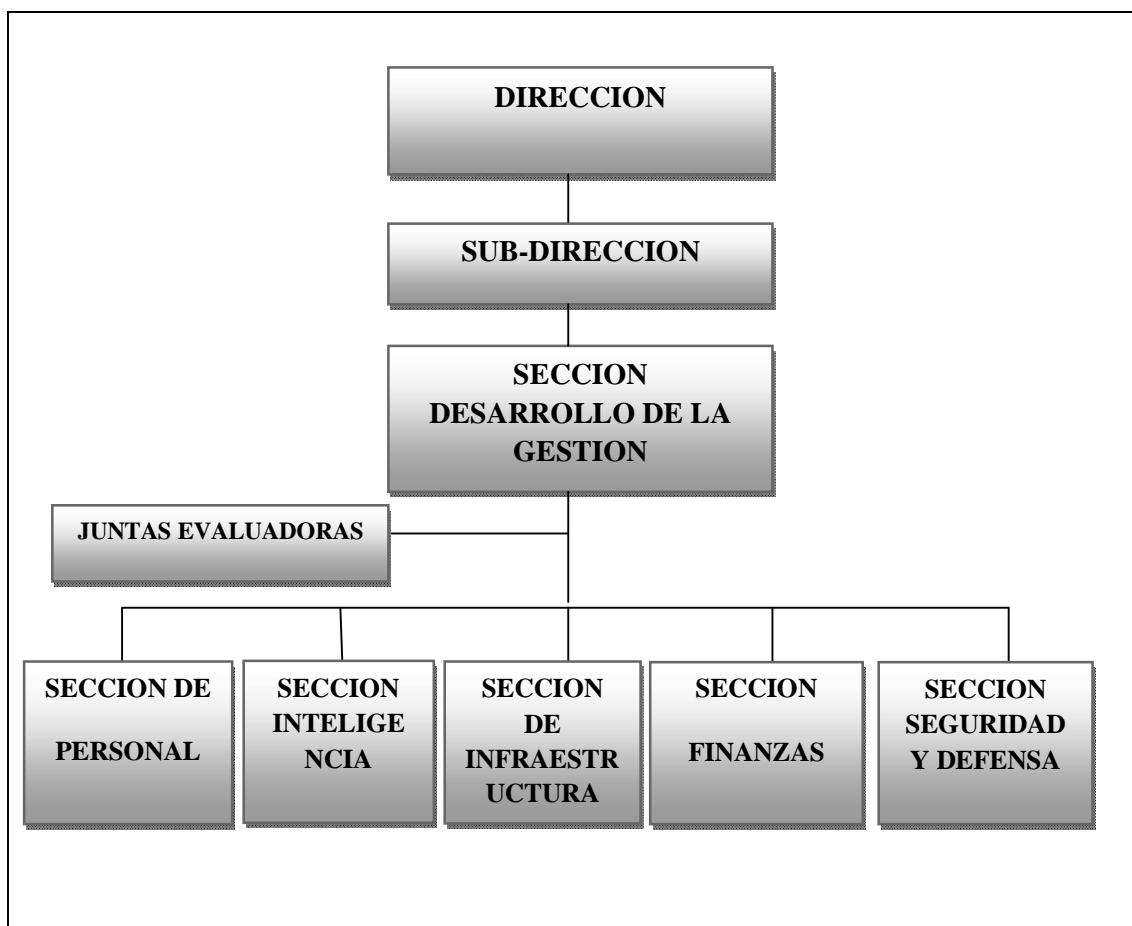 DIRECCION
SUB-DIRECCION
SECCION
DESARROLLO DE LA
GESTION
JUNTAS EVALUADORAS
SECCION DE
PERSONAL
SECCION
INTELIGE
NCIA
SECCION
DE
INFRAESTR
UCTURA
SECCION
FINANZAS
SECCION
SEGURIDAD
Y DEFENSA